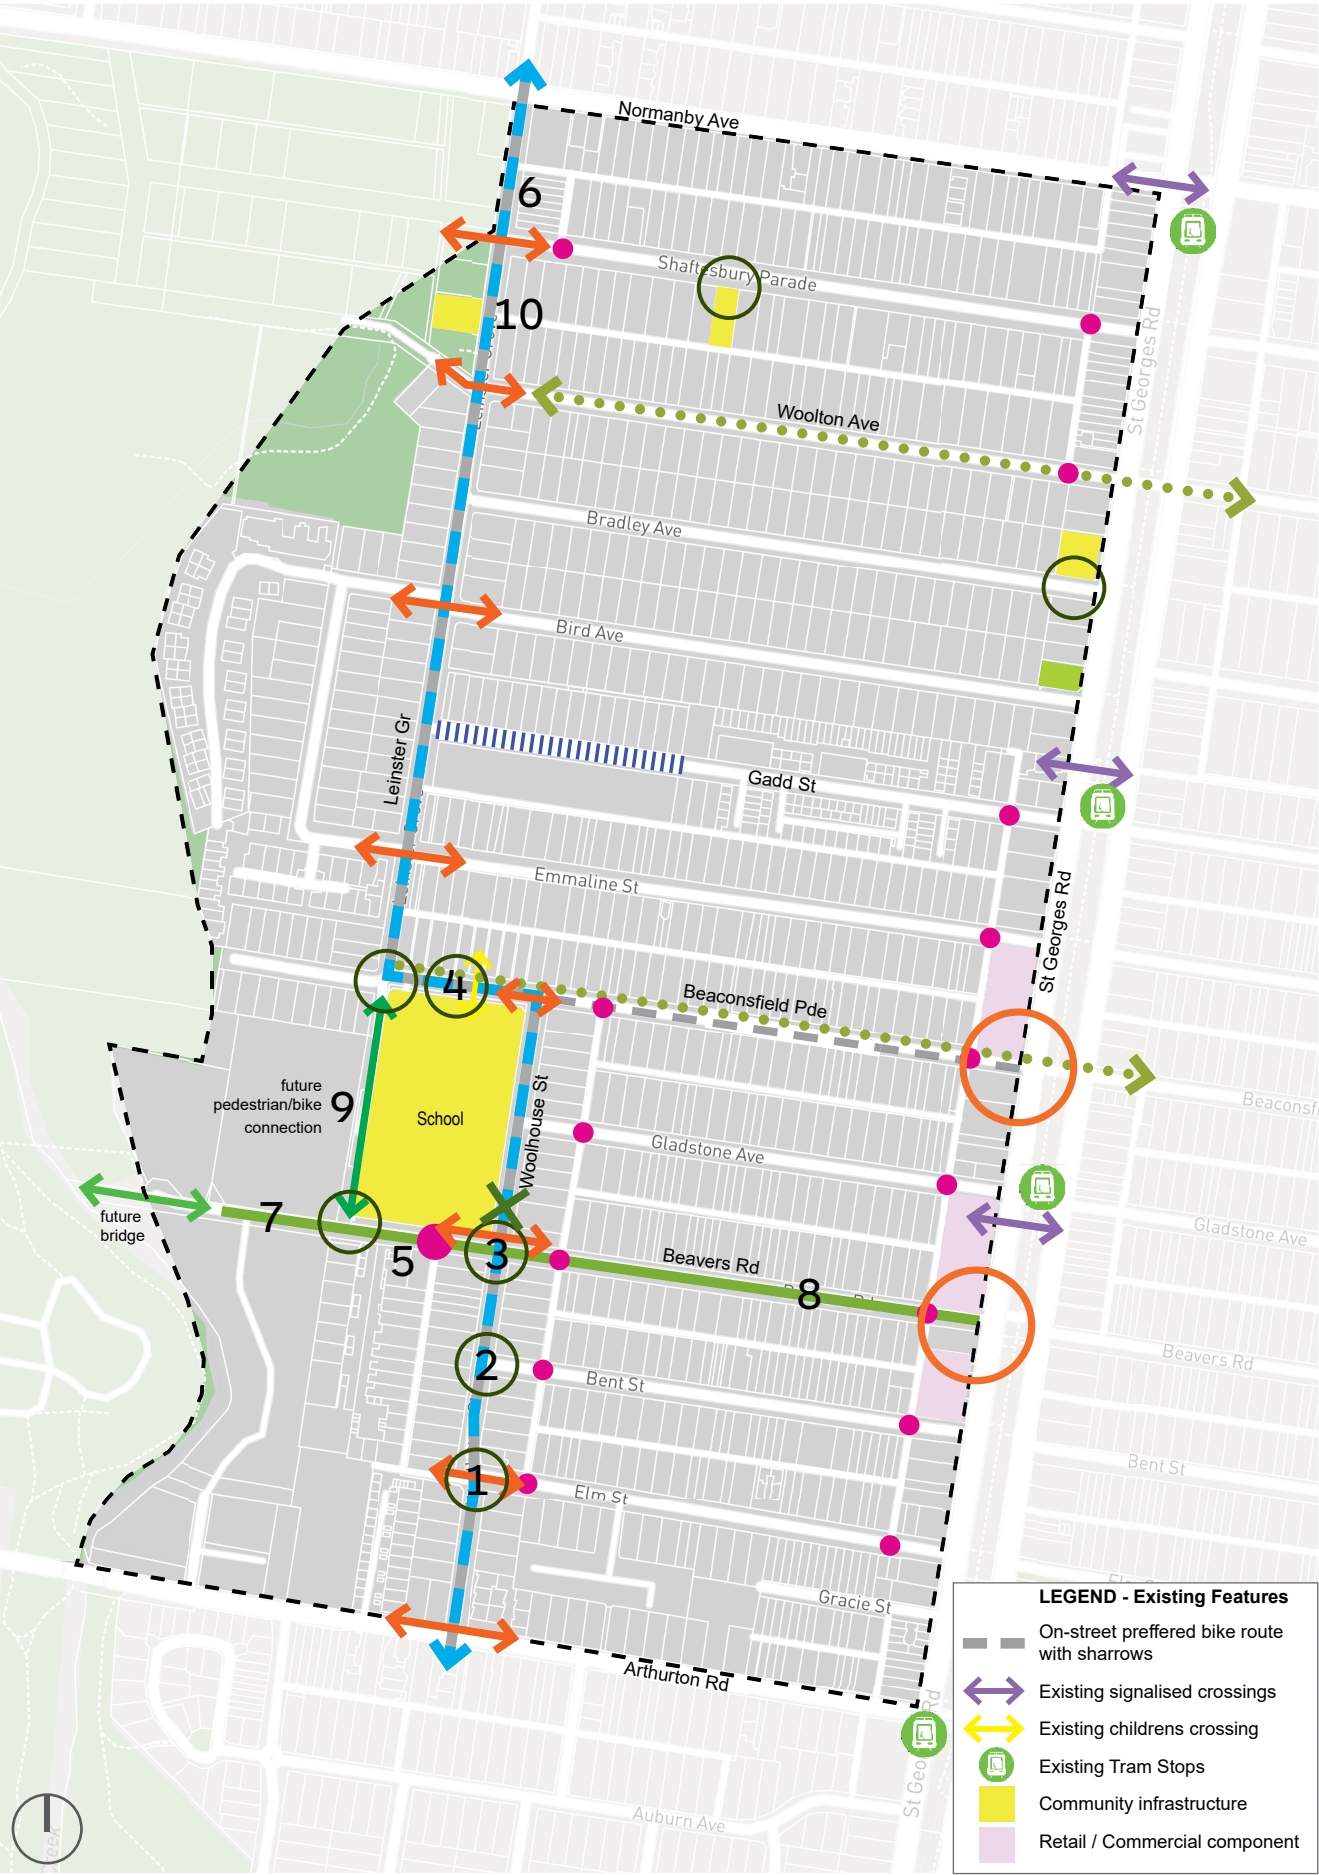 Normanby Ave
6
Shaftesbury Parade
10
St Georges Rd
Woolton Ave
Bradley Ave
Bird Ave
Leinster Gr
Gadd St
Emmaline St
St Georges Rd
4
Beaconsfield Pde
future
pedestrian/bike
connection
9
School
Woolhouse St
Gladstone Ave
Gladstone Ave
7
future
bridge
5
3
Beavers Rd
8
Beavers Rd
2
Bent St
Bent St
1
Elm St
Gracie St
Arthurton Rd
Auburn Ave
Creek
LEGEND - Existing Features
On-street preffered bike route
with sharrows
Existing signalised crossings
Existing childrens crossing
Existing Tram Stops
Community infrastructure
Retail / Commercial component